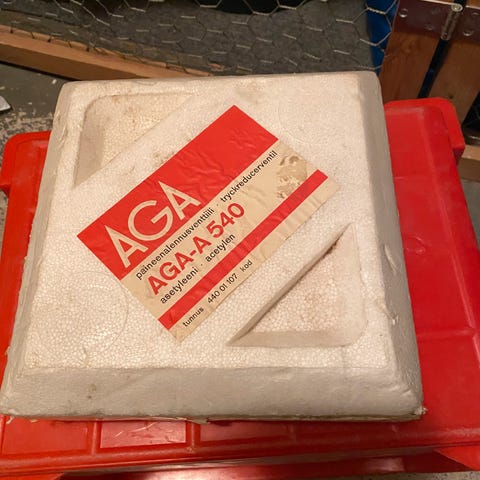 AGA
paineenalennusventtiili · tryckreducerventil
AGA-A 540
asetyleeni · acetylen
tunnus 440 01 107 kod